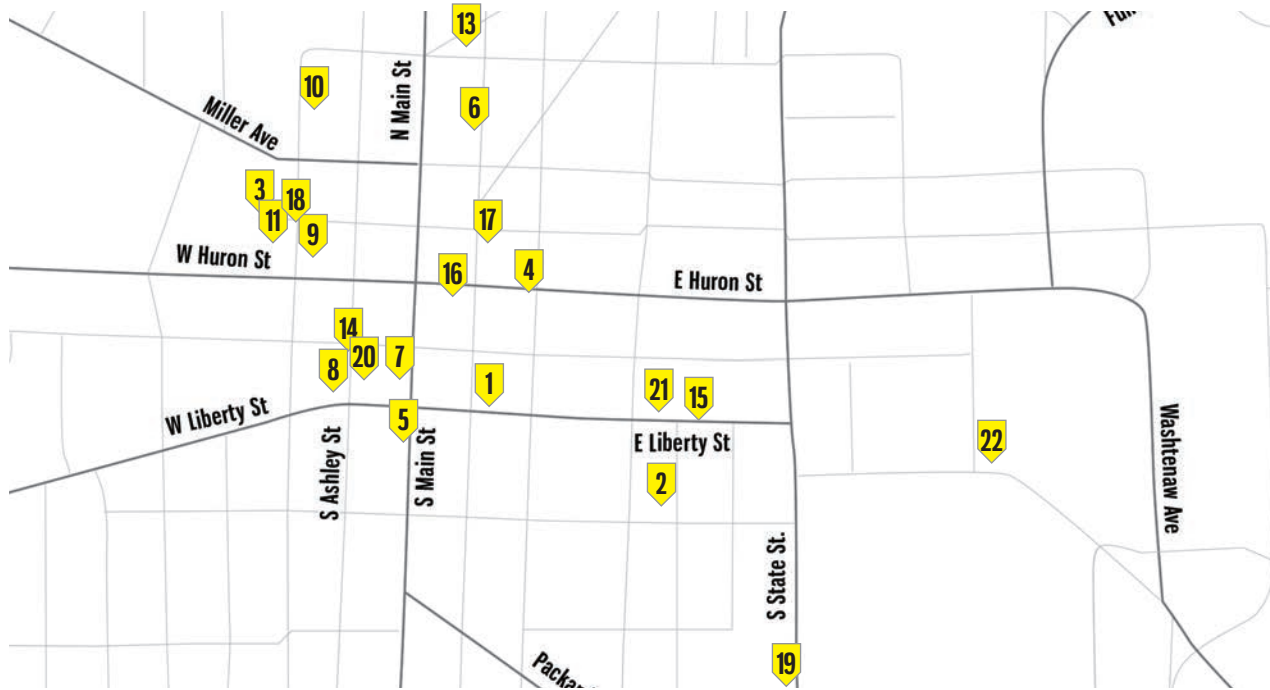 13
10
N Main St
6
Miller Ave
3
18
11
9
17
W Huron St
16
4
E Huron St
14
20
7
8
1
21
15
W Liberty St
5
E Liberty St
S Ashley St
S Main St
2
22
Washtenaw Ave
S State St.
19